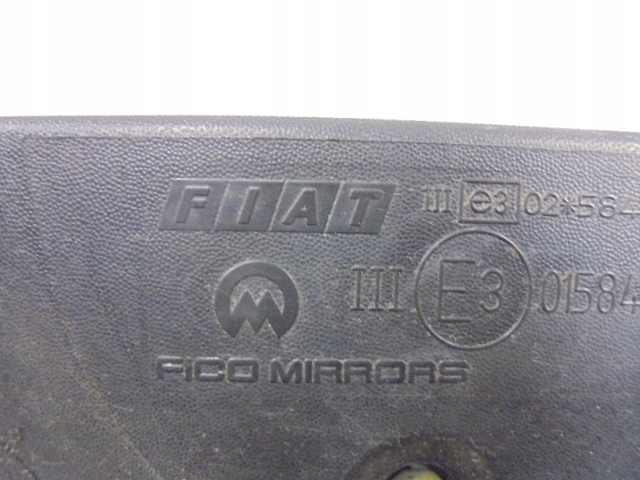 FIAT III e3 02*584
III E3 01584
FICO MIRRORS